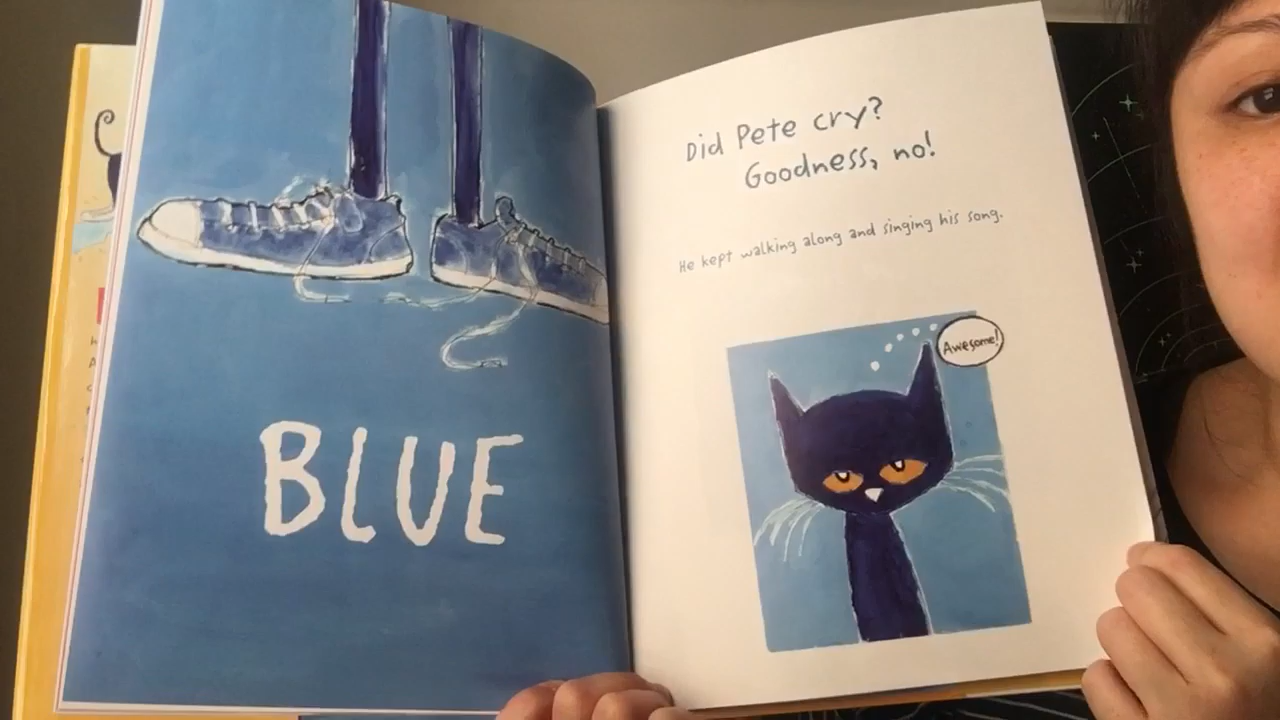 BLUE
Did Pete cry?
Goodness, no!
He kept walking along and singing his song.
Awesome!